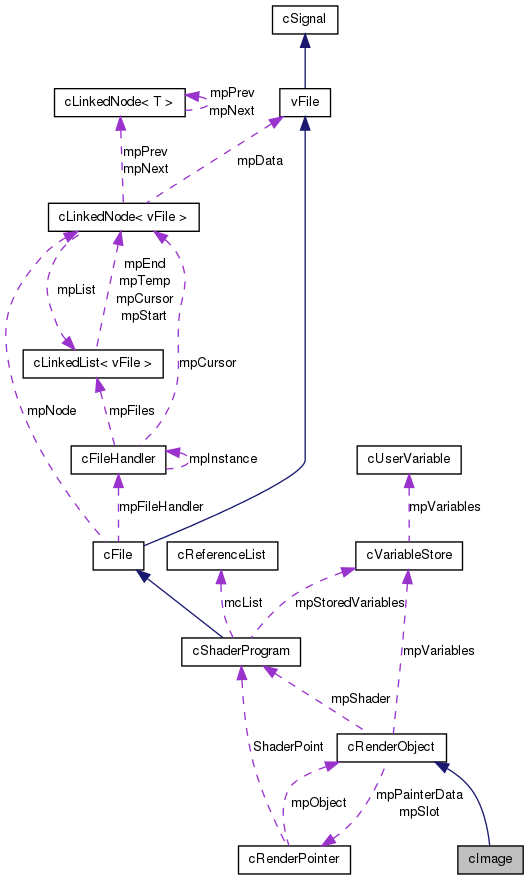 cSignal
cLinkedNode< T >
mpPrev
mpNext
vFile
mpPrev
mpNext
mpData
cLinkedNode< vFile >
mpEnd
mpTemp
mpCursor
mpStart
mpList
cLinkedList< vFile >
mpCursor
mpNode
mpFiles
cFileHandler
mpInstance
cUserVariable
mpFileHandler
mpVariables
cFile
cReferenceList
cVariableStore
mcList
mpStoredVariables
cShaderProgram
mpVariables
mpShader
ShaderPoint
cRenderObject
mpObject
mpPainterData
mpSlot
cRenderPointer
cImage